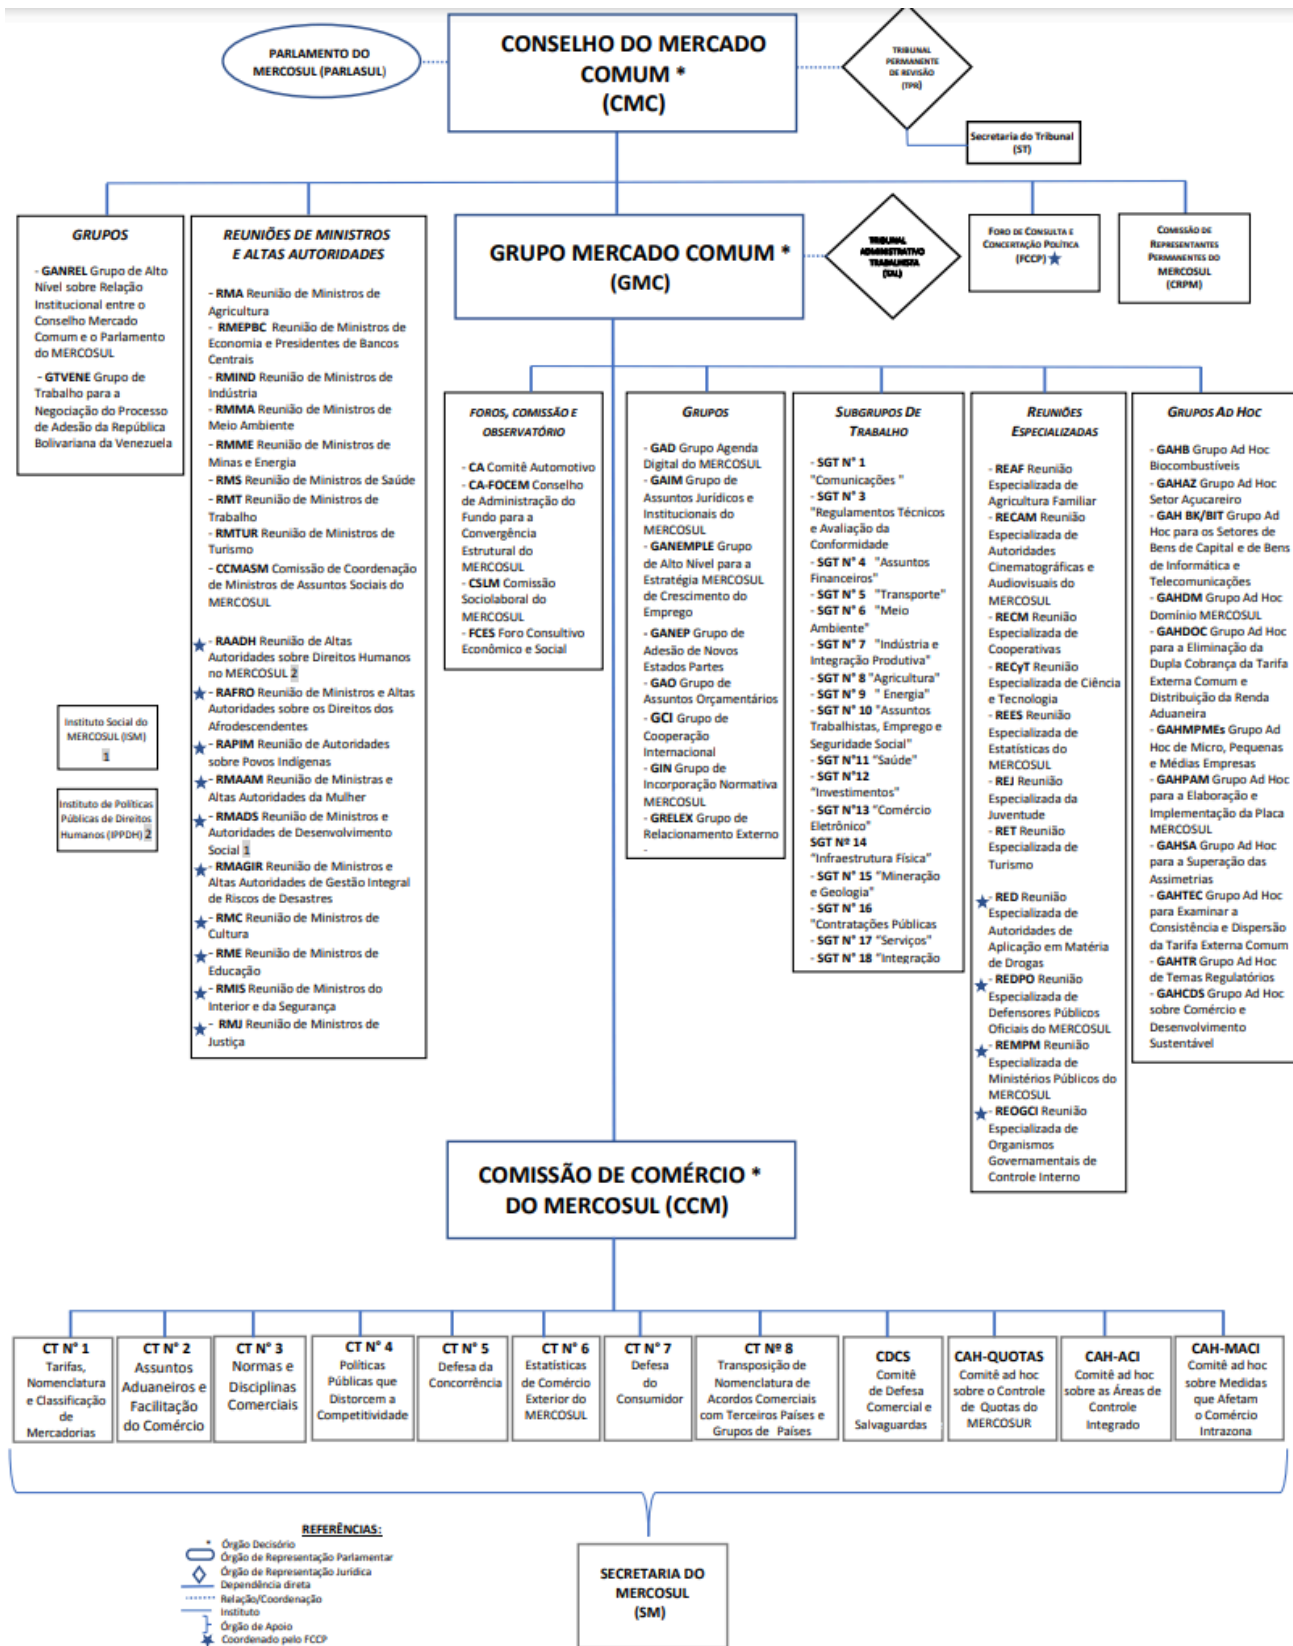 PARLAMENTO DO
MERCOSUL (PARLASUL)
CONSELHO DO MERCADO
COMUM *
(CMC)
TRIBUNAL
PERMANENTE
DE REVISÃO
(TPR)
Secretaria do Tribunal
(ST)
GRUPOS
- GANREL Grupo de Alto
Nível sobre Relação
Institucional entre o
Conselho Mercado
Comum e o Parlamento
do MERCOSUL
- GTVENE Grupo de
Trabalho para a
Negociação do Processo
de Adesão da República
Bolivariana da Venezuela
REUNIÕES DE MINISTROS
E ALTAS AUTORIDADES
- RMA Reunião de Ministros de
Agricultura
- RMEPBC Reunião de Ministros de
Economia e Presidentes de Bancos
Centrais
- RMIND Reunião de Ministros de
Indústria
- RMMA Reunião de Ministros de
Meio Ambiente
- RMME Reunião de Ministros de
Minas e Energia
- RMS Reunião de Ministros de Saúde
- RMT Reunião de Ministros de
Trabalho
- RMTUR Reunião de Ministros de
Turismo
- CCMASM Comissão de Coordenação
de Ministros de Assuntos Sociais do
MERCOSUL
- RAADH Reunião de Altas
Autoridades sobre Direitos Humanos
no MERCOSUL 2
- RAFRO Reunião de Ministros e Altas
Autoridades sobre os Direitos dos
Afrodescendentes
- RAPIM Reunião de Autoridades
sobre Povos Indígenas
- RMAAM Reunião de Ministras e
Altas Autoridades da Mulher
- RMADS Reunião de Ministros e
Autoridades de Desenvolvimento
Social 1
- RMAGIR Reunião de Ministros e
Altas Autoridades de Gestão Integral
de Riscos de Desastres
- RMC Reunião de Ministros de
Cultura
- RME Reunião de Ministros de
Educação
- RMIS Reunião de Ministros do
Interior e da Segurança
- RMJ Reunião de Ministros de
Justiça
Instituto Social do
MERCOSUL (ISM)
1
Instituto de Políticas
Públicas de Direitos
Humanos (IPPDH) 2
GRUPO MERCADO COMUM *
(GMC)
TRIBUNAL
ADMINISTRATIVO
TRABALHISTA
(TAL)
FORO DE CONSULTA E
CONCERTAÇÃO POLÍTICA
(FCCP)
COMISSÃO DE
REPRESENTANTES
PERMANENTES DO
MERCOSUL
(CRPM)
FOROS, COMISSÃO E
OBSERVATÓRIO
- CA Comitê Automotivo
- CA-FOCEM Conselho
de Administração do
Fundo para a
Convergência
Estrutural do
MERCOSUL
- CSLM Comissão
Sociolaboral do
MERCOSUL
- FCES Foro Consultivo
Econômico e Social
GRUPOS
- GAD Grupo Agenda
Digital do MERCOSUL
- GAIM Grupo de
Assuntos Jurídicos e
Institucionais do
MERCOSUL
- GANEMPLE Grupo
de Alto Nível para a
Estratégia MERCOSUL
de Crescimento do
Emprego
- GANEP Grupo de
Adesão de Novos
Estados Partes
- GAO Grupo de
Assuntos Orçamentários
- GCI Grupo de
Cooperação
Internacional
- GIN Grupo de
Incorporação Normativa
MERCOSUL
- GRELEX Grupo de
Relacionamento Externo
-
SUBGRUPOS DE
TRABALHO
- SGT N° 1
"Comunicações "
- SGT N° 3
"Regulamentos Técnicos
e Avaliação da
Conformidade
- SGT N° 4 "Assuntos
Financeiros"
- SGT N° 5 "Transporte"
- SGT N° 6 "Meio
Ambiente"
- SGT N° 7 "Indústria e
Integração Produtiva"
- SGT N° 8 "Agricultura"
- SGT N° 9 " Energia"
- SGT N° 10 "Assuntos
Trabalhistas, Emprego e
Seguridade Social"
- SGT N°11 "Saúde"
- SGT N°12
"Investimentos"
- SGT N°13 "Comércio
Eletrônico"
SGT Nº 14
"Infraestrutura Física"
- SGT N° 15 "Mineração
e Geologia"
- SGT N° 16
"Contratações Públicas
- SGT N° 17 "Serviços"
- SGT N° 18 "Integração
REUNIÕES
ESPECIALIZADAS
- REAF Reunião
Especializada de
Agricultura Familiar
- RECAM Reunião
Especializada de
Autoridades
Cinematográficas e
Audiovisuais do
MERCOSUL
- RECM Reunião
Especializada de
Cooperativas
- RECyT Reunião
Especializada de Ciência
e Tecnologia
- REES Reunião
Especializada de
Estatísticas do
MERCOSUL
- REJ Reunião
Especializada da
Juventude
- RET Reunião
Especializada de
Turismo
- RED Reunião
Especializada de
Autoridades de
Aplicação em Matéria
de Drogas
- REDPO Reunião
Especializada de
Defensores Públicos
Oficiais do MERCOSUL
- REMPM Reunião
Especializada de
Ministérios Públicos do
MERCOSUL
- REOGCI Reunião
Especializada de
Organismos
Governamentais de
Controle Interno
GRUPOS AD HOC
- GAHB Grupo Ad Hoc
Biocombustíveis
- GAHAZ Grupo Ad Hoc
Setor Açucareiro
- GAH BK/BIT Grupo Ad
Hoc para os Setores de
Bens de Capital e de Bens
de Informática e
Telecomunicações
- GAHDM Grupo Ad Hoc
Domínio MERCOSUL
- GAHDOC Grupo Ad Hoc
para a Eliminação da
Dupla Cobrança da Tarifa
Externa Comum e
Distribuição da Renda
Aduaneira
- GAHMPMEs Grupo Ad
Hoc de Micro, Pequenas
e Médias Empresas
- GAHPAM Grupo Ad Hoc
para a Elaboração e
Implementação da Placa
MERCOSUL
- GAHSA Grupo Ad Hoc
para a Superação das
Assimetrias
- GAHTEC Grupo Ad Hoc
para Examinar a
Consistência e Dispersão
da Tarifa Externa Comum
- GAHTR Grupo Ad Hoc
de Temas Regulatórios
- GAHCDS Grupo Ad Hoc
sobre Comércio e
Desenvolvimento
Sustentável
COMISSÃO DE COMÉRCIO *
DO MERCOSUL (CCM)
CT N° 1
Tarifas,
Nomenclatura
e Classificação
de
Mercadorias
CT N° 2
Assuntos
Aduaneiros e
Facilitação
do Comércio
CT N° 3
Normas e
Disciplinas
Comerciais
CT N° 4
Políticas
Públicas que
Distorcem a
Competitividade
CT N° 5
Defesa da
Concorrência
CT N° 6
Estatísticas
de Comércio
Exterior do
MERCOSUL
CT N° 7
Defesa
do
Consumidor
CT Nº 8
Transposição de
Nomenclatura de
Acordos Comerciais
com Terceiros Países e
Grupos de Países
CDCS
Comitê
de Defesa
Comercial e
Salvaguardas
CAH-QUOTAS
Comitê ad hoc
sobre o Controle
de Quotas do
MERCOSUR
CAH-ACI
Comitê ad hoc
sobre as Áreas de
Controle
Integrado
CAH-MACI
Comitê ad hoc
sobre Medidas
que Afetam
o Comércio
Intrazona
REFERÊNCIAS:
* Órgão Decisório
Órgão de Representação Parlamentar
Órgão de Representação Jurídica
Dependência direta
Relação/Coordenação
Instituto
Órgão de Apoio
Coordenado pelo FCCP
SECRETARIA DO
MERCOSUL
(SM)